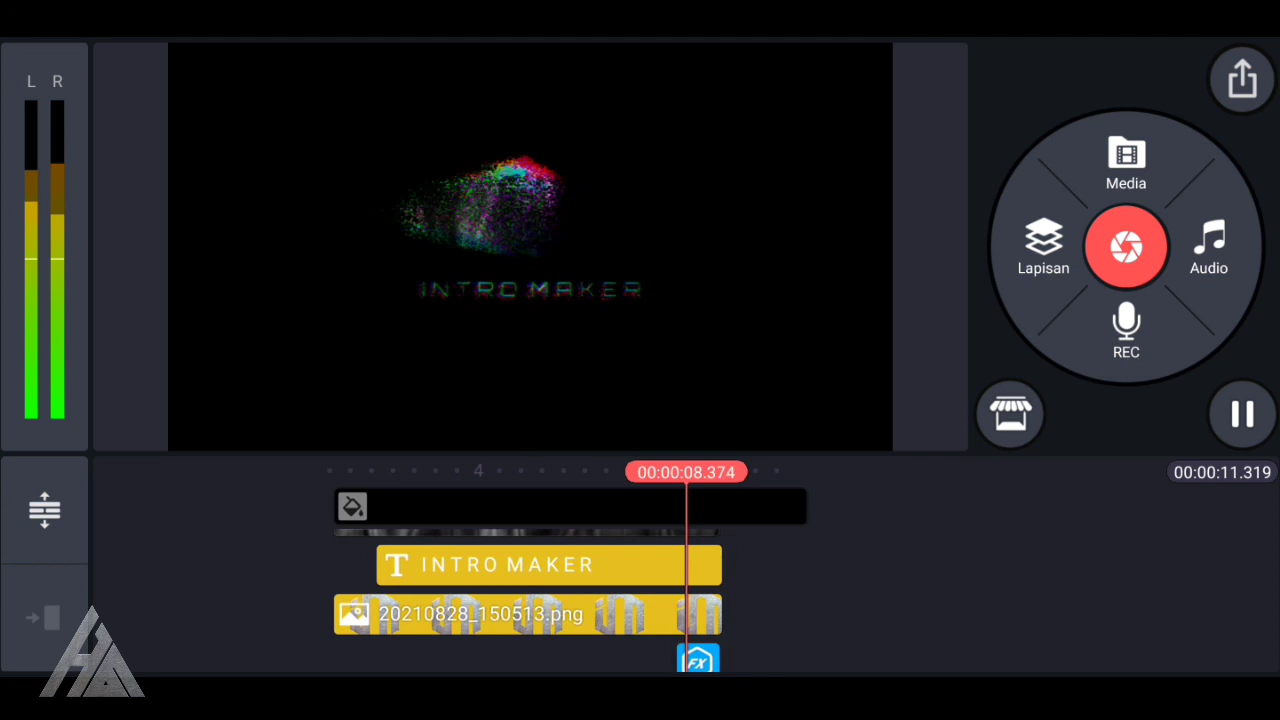 L R
INTRO MAKER
Media
Lapisan
Audio
REC
4
00:00:08.374
00:00:11.319
INTRO MAKER
20210828_150513.png
FX